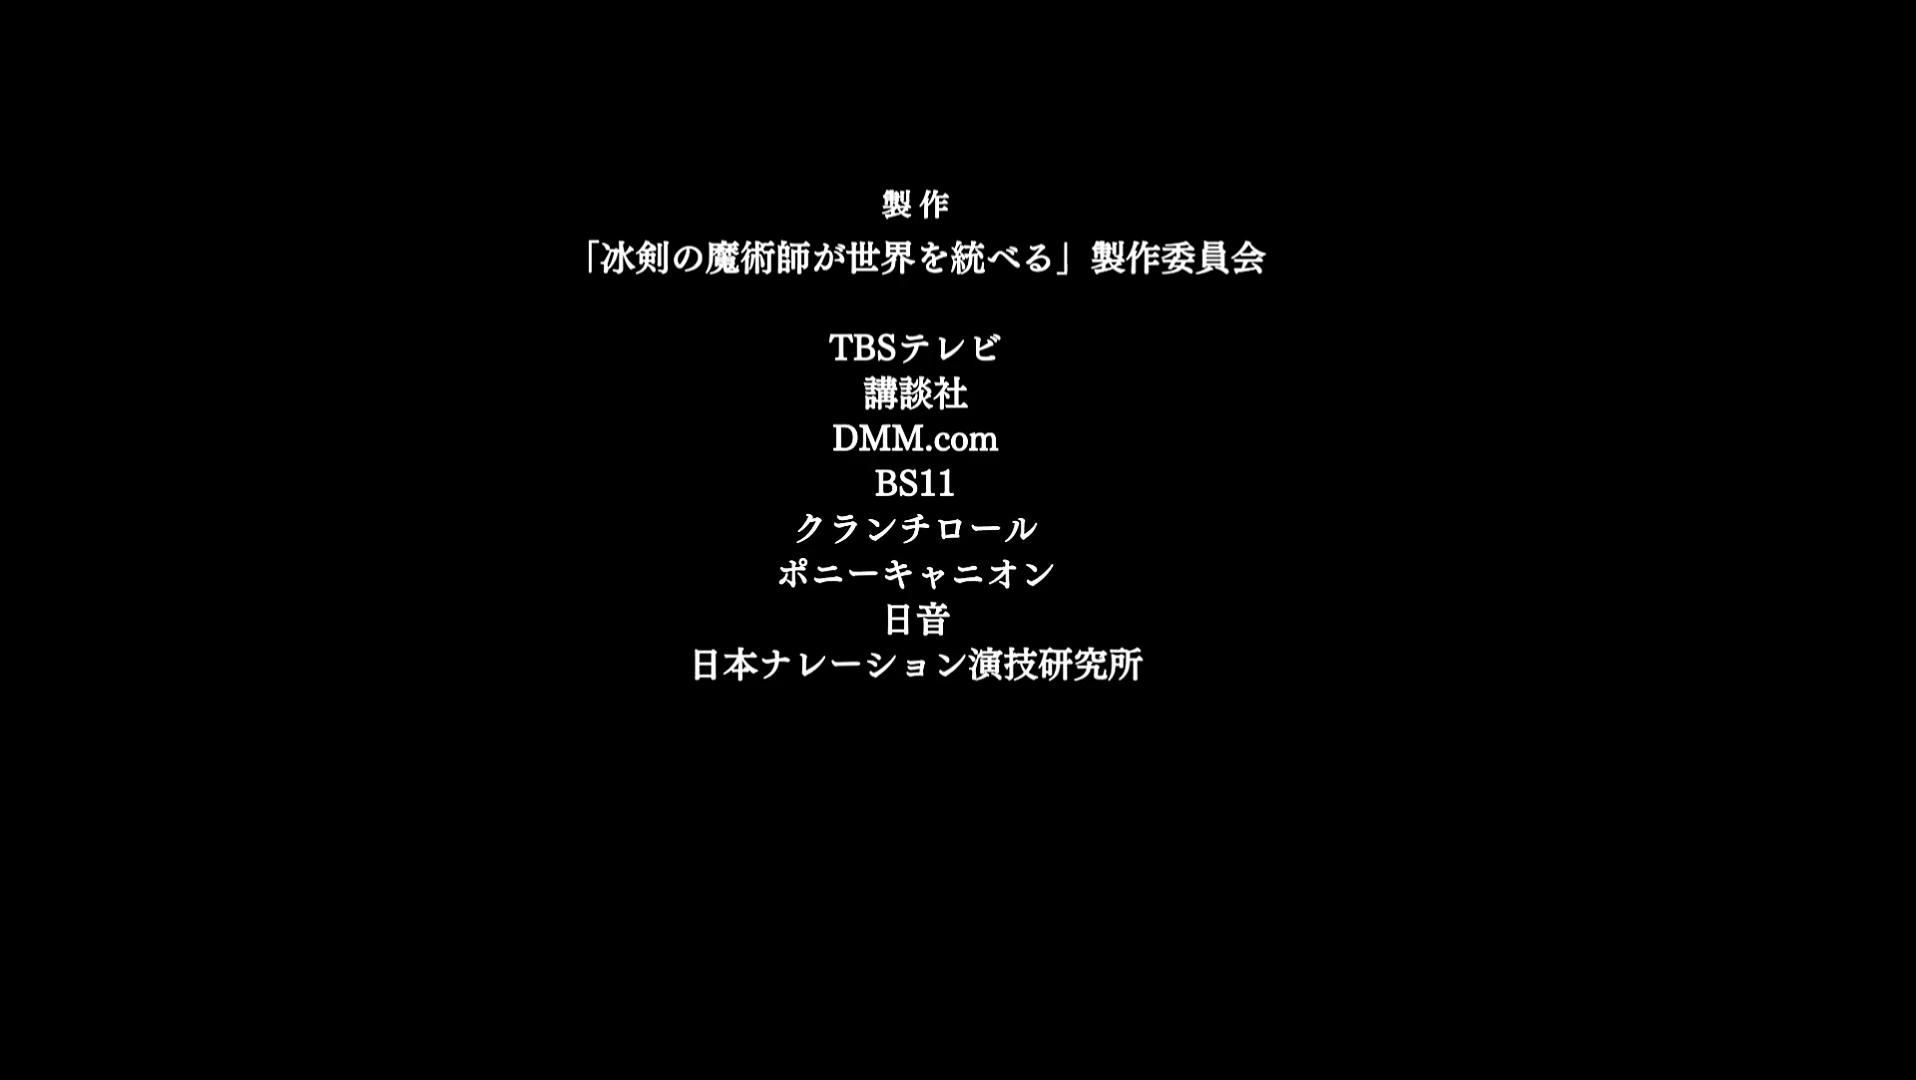 製作
「冰剣の魔術師が世界を統べる」製作委員会
TBSテレビ
講談社
DMM.com
BS11
クランチロール
ポニーキャニオン
日音
日本ナレーション演技研究所